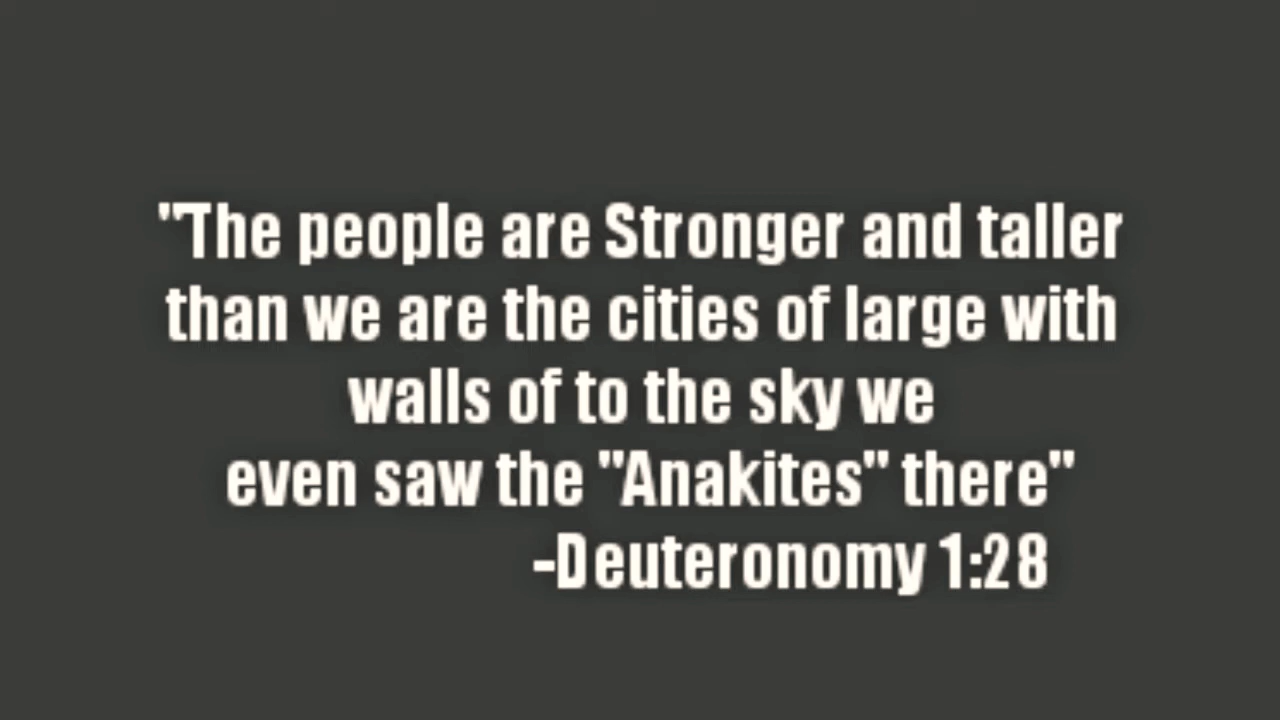 "The people are Stronger and taller
than we are the cities of large with
walls of to the sky we
even saw the "Anakites" there"
-Deuteronomy 1:28